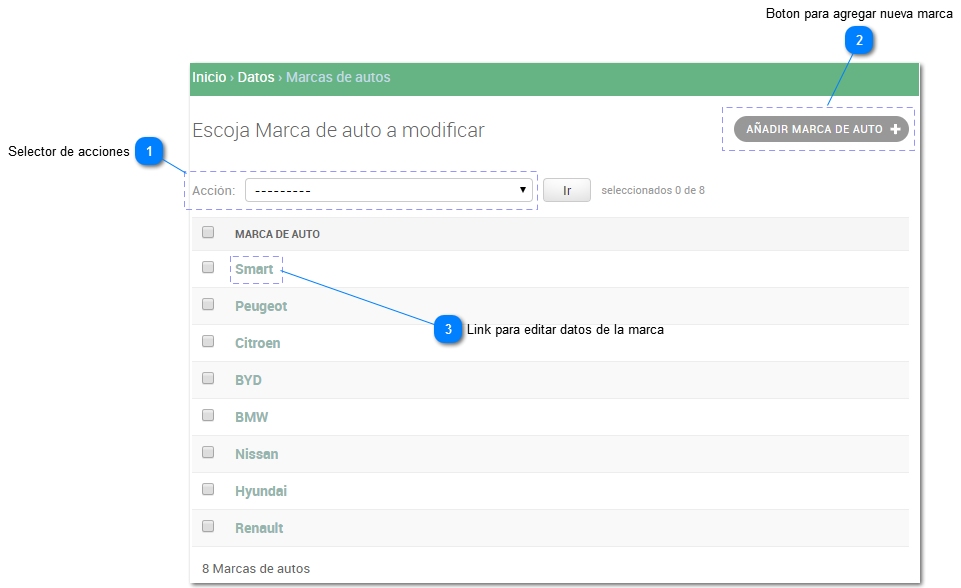 Boton para agregar nueva marca
2
Inicio › Datos › Marcas de autos
Escoja Marca de auto a modificar
AÑADIR MARCA DE AUTO +
Selector de acciones 1
Acción: --------- Ir seleccionados 0 de 8
MARCA DE AUTO
Smart
Peugeot
3 Link para editar datos de la marca
Citroen
BYD
BMW
Nissan
Hyundai
Renault
8 Marcas de autos